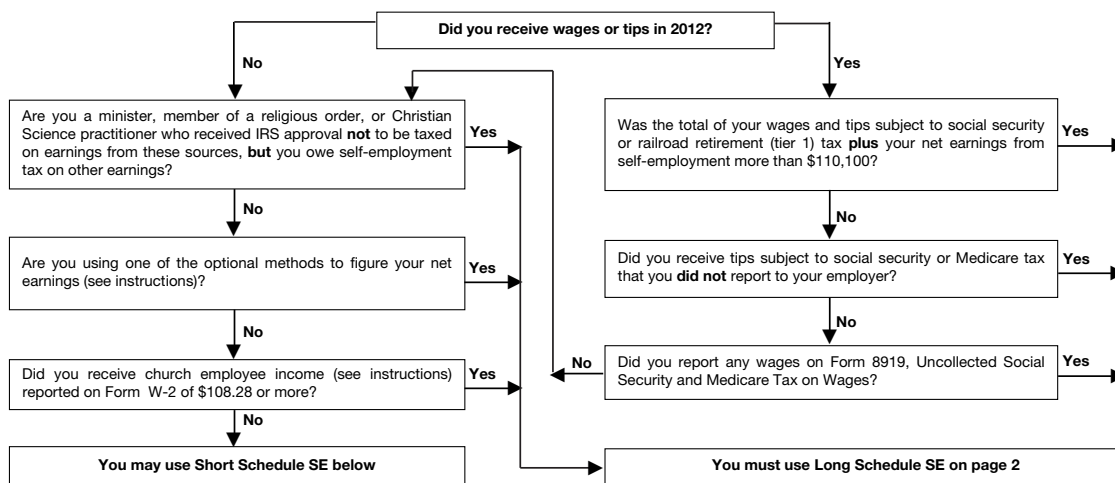 Did you receive wages or tips in 2012?
No
Yes
Are you a minister, member of a religious order, or Christian
Science practitioner who received IRS approval not to be taxed
on earnings from these sources, but you owe self-employment
tax on other earnings?
Yes
Was the total of your wages and tips subject to social security
or railroad retirement (tier 1) tax plus your net earnings from
self-employment more than $110,100?
Yes
No
No
Are you using one of the optional methods to figure your net
earnings (see instructions)?
Yes
Did you receive tips subject to social security or Medicare tax
that you did not report to your employer?
Yes
No
No
Did you receive church employee income (see instructions)
reported on Form W-2 of $108.28 or more?
Yes
No
Did you report any wages on Form 8919, Uncollected Social
Security and Medicare Tax on Wages?
Yes
No
You may use Short Schedule SE below
You must use Long Schedule SE on page 2